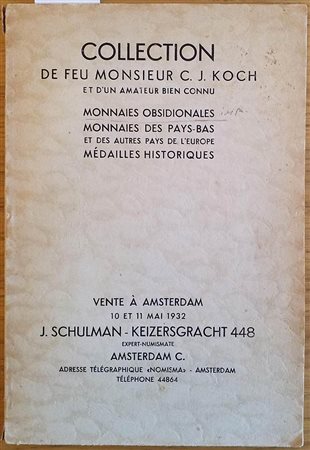 COLLECTION
DE FEU MONSIEUR C. J. KOCH
ET D'UN AMATEUR BIEN CONNU
MONNAIES OBSIDIONALES
MONNAIES DES PAYS-BAS
ET DES AUTRES PAYS DE L'EUROPE
MÉDAILLES HISTORIQUES
VENTE À AMSTERDAM
10 ET 11 MAI 1932
J. SCHULMAN - KEIZERSGRACHT 448
EXPERT-NUMISMATE
AMSTERDAM C.
ADRESSE TÉLÉGRAPHIQUE «NOMISMA» - AMSTERDAM
TÉLÉPHONE 44864